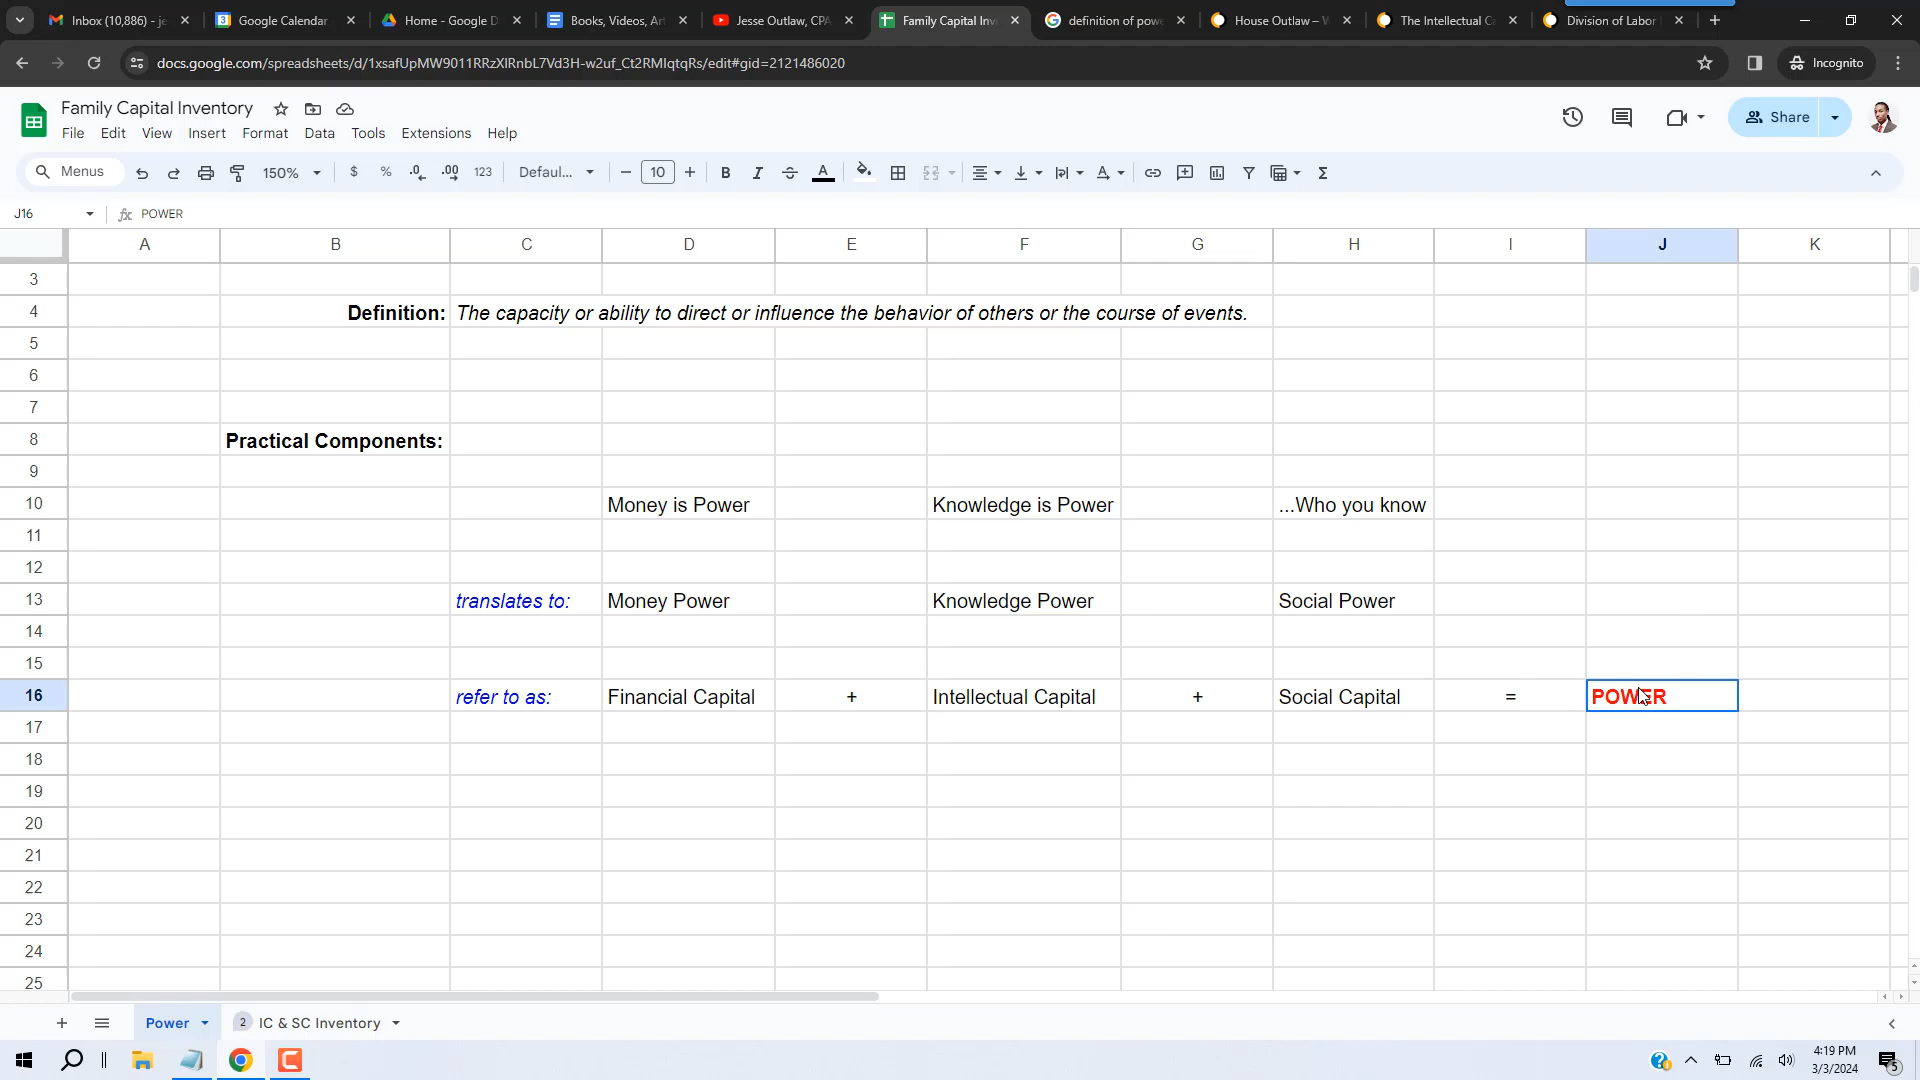 Inbox (10,886) - je
Google Calendar
Home - Google D
Books, Videos, Art
Jesse Outlaw, CPA
Family Capital Inv
definition of powe
House Outlaw – W
The Intellectual C
Division of Labor
docs.google.com/spreadsheets/d/1xsafUpMW9011RRzXlRnbL7Vd3H-w2uf_Ct2RMIqtqRs/edit#gid=2121486020
Incognito
Family Capital Inventory
File Edit View Insert Format Data Tools Extensions Help
Share
Menus 150% $ % .0 .00 123 Defaul... − 10 + B I A Σ
J16 fx POWER
A B C D E F G H I J K
3
4 Definition: The capacity or ability to direct or influence the behavior of others or the course of events.
5
6
7
8 Practical Components:
9
10 Money is Power Knowledge is Power ...Who you know
11
12
13 translates to: Money Power Knowledge Power Social Power
14
15
16 refer to as: Financial Capital + Intellectual Capital + Social Capital = POWER
17
18
19
20
21
22
23
24
25
+ Power 2 IC & SC Inventory
4:19 PM
3/3/2024
5